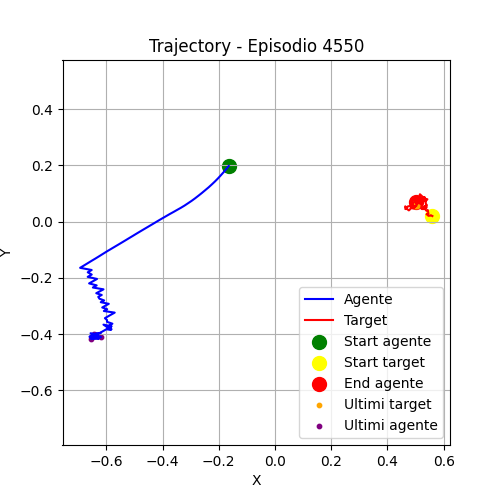 Trajectory - Episodio 4550
Y
0.4
0.2
0.0
−0.2
−0.4
−0.6
−0.6
−0.4
−0.2
0.0
0.2
0.4
0.6
X
Agente
Target
Start agente
Start target
End agente
Ultimi target
Ultimi agente